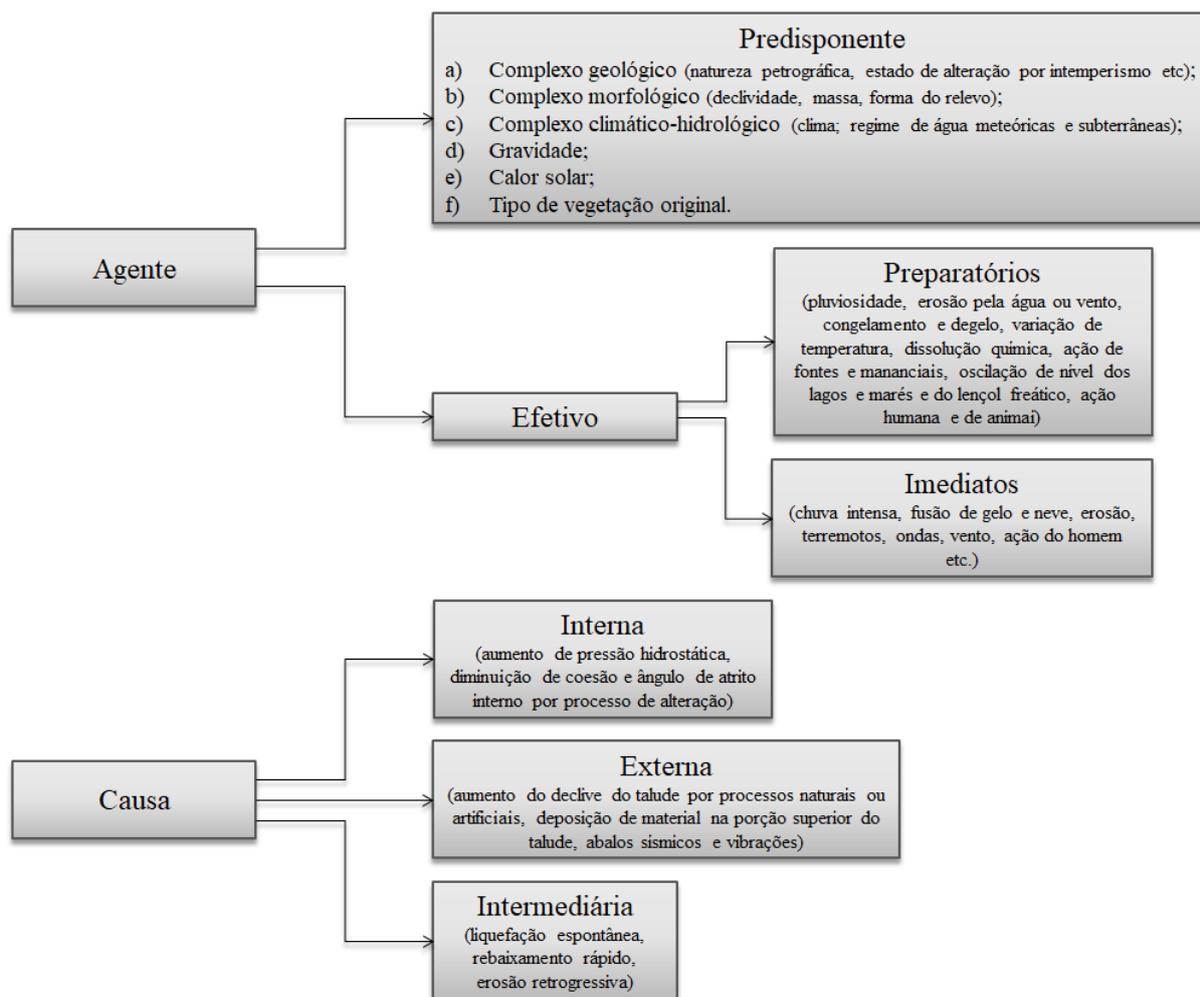 Predisponente
a) Complexo geológico (natureza petrográfica, estado de alteração por intemperismo etc);
b) Complexo morfológico (declividade, massa, forma do relevo);
c) Complexo climático-hidrológico (clima; regime de água meteóricas e subterrâneas);
d) Gravidade;
e) Calor solar;
f) Tipo de vegetação original.
Agente
Efetivo
Preparatórios
(pluviosidade, erosão pela água ou vento,
congelamento e degelo, variação de
temperatura, dissolução química, ação de
fontes e mananciais, oscilação de nível dos
lagos e marés e do lençol freático, ação
humana e de animai)
Imediatos
(chuva intensa, fusão de gelo e neve, erosão,
terremotos, ondas, vento, ação do homem
etc.)
Causa
Interna
(aumento de pressão hidrostática,
diminuição de coesão e ângulo de atrito
interno por processo de alteração)
Externa
(aumento do declive do talude por processos naturais ou
artificiais, deposição de material na porção superior do
talude, abalos sísmicos e vibrações)
Intermediária
(liquefação espontânea,
rebaixamento rápido,
erosão retrogressiva)